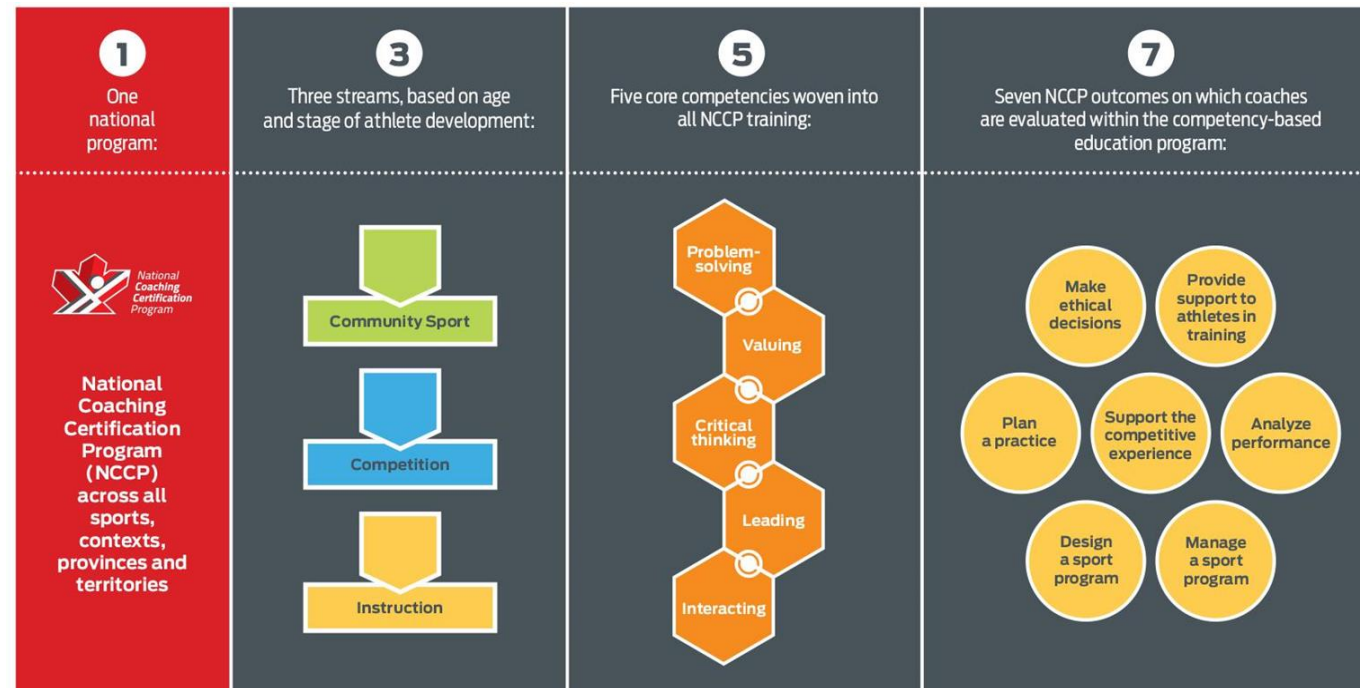 1
One
national
program:
National
Coaching
Certification
Program
National
Coaching
Certification
Program
(NCCP)
across all
sports,
contexts,
provinces and
territories
3
Three streams, based on age
and stage of athlete development:
Community Sport
Competition
Instruction
5
Five core competencies woven into
all NCCP training:
Problem-
solving
Valuing
Critical
thinking
Leading
Interacting
7
Seven NCCP outcomes on which coaches
are evaluated within the competency-based
education program:
Make
ethical
decisions
Provide
support to
athletes in
training
Plan
a practice
Support the
competitive
experience
Analyze
performance
Design
a sport
program
Manage
a sport
program